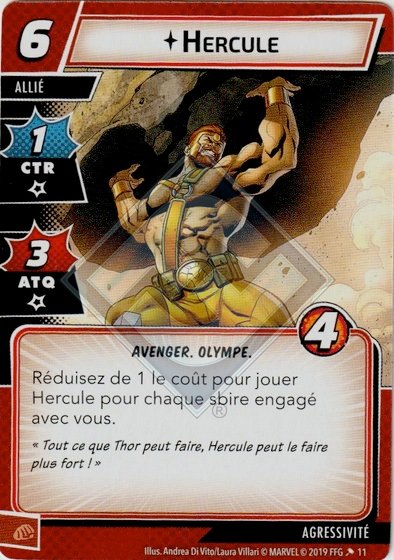 6
HERCULE
ALLIÉ
1
CTR
3
ATQ
4
AVENGER. OLYMPE.
Réduisez de 1 le coût pour jouer
Hercule pour chaque sbire engagé
avec vous.
« Tout ce que Thor peut faire, Hercule peut le faire
plus fort ! »
®
AGRESSIVITÉ
Illus. Andrea Di Vito/Laura Villari © MARVEL © 2019 FFG 11